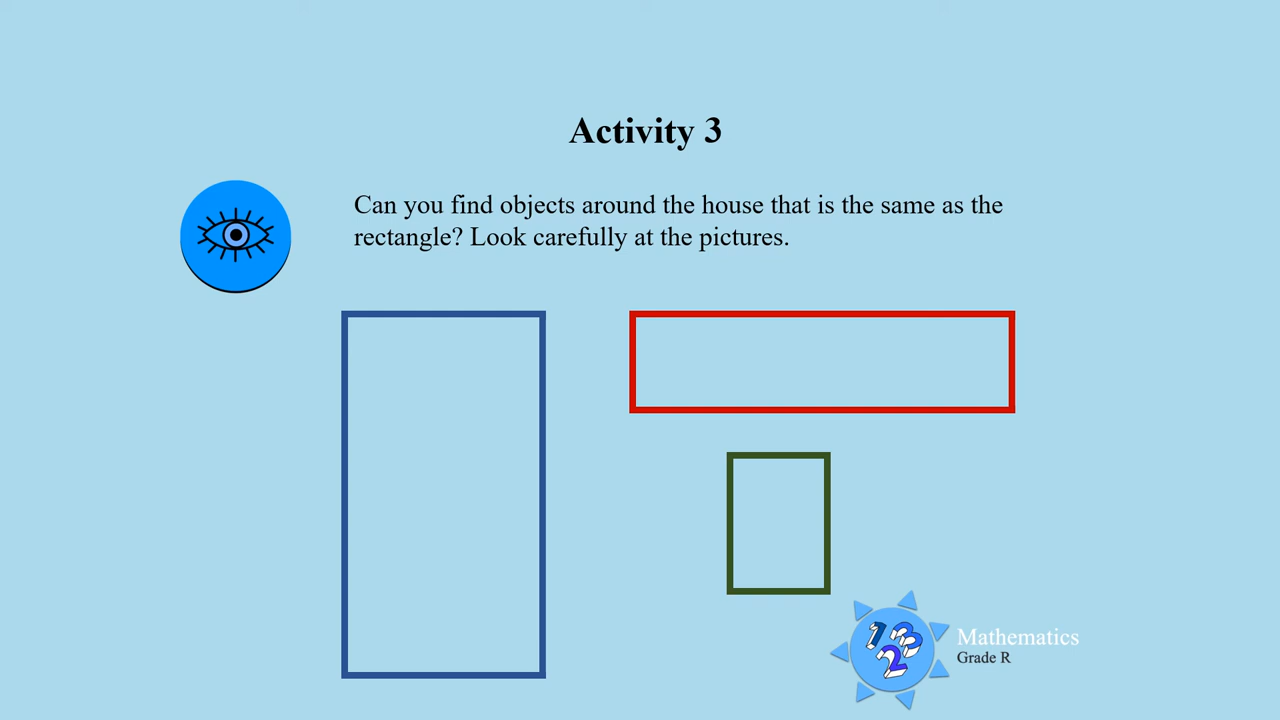 Activity 3
Can you find objects around the house that is the same as the
rectangle? Look carefully at the pictures.
123
Mathematics
Grade R